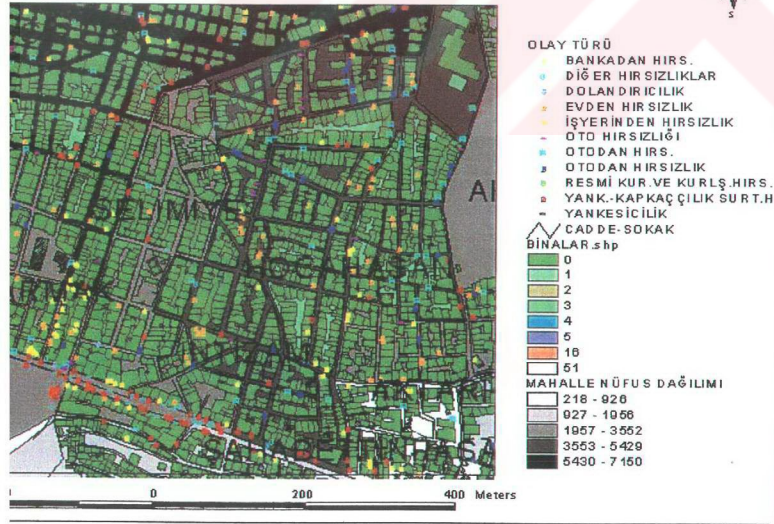 S
OLAY TÜRÜ
BANKADAN HIRS.
DİĞER HIRSIZLIKLAR
DOLANDIRICILIK
EVDEN HIRSIZLIK
İŞYERİNDEN HIRSIZLIK
OTO HIRSIZLIĞI
OTODAN HIRS.
OTODAN HIRSIZLIK
RESMİ KUR.VE KURLŞ.HIRS.
YANK.-KAPKAÇÇILIK SURT.H
YANKESİCİLİK
CADDE-SOKAK
BİNALAR.shp
0
1
2
3
4
5
16
51
MAHALLE NÜFUS DAĞILIMI
218 - 926
927 - 1956
1957 - 3552
3553 - 5429
5430 - 7150
SELIMIYE
0 200 400 Meters